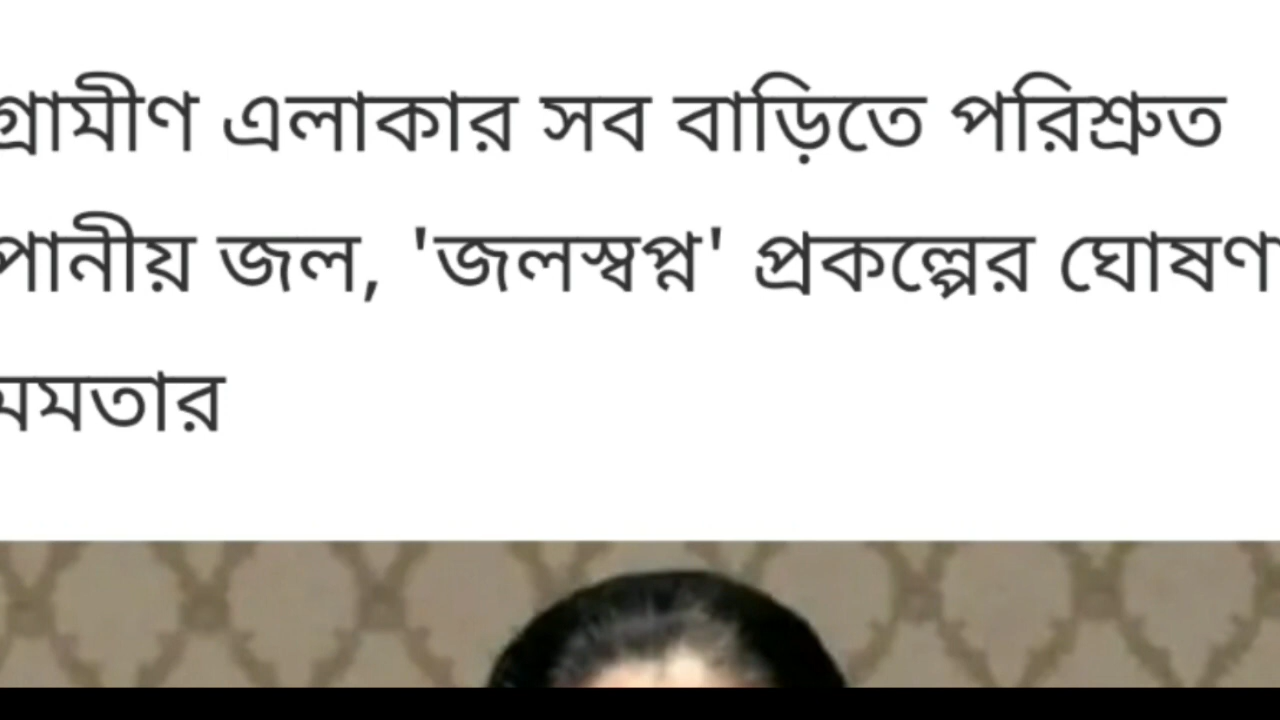 গ্রামীণ এলাকার সব বাড়িতে পরিশ্রুত
পানীয় জল, 'জলস্বপ্ন' প্রকল্পের ঘোষণা
মমতার